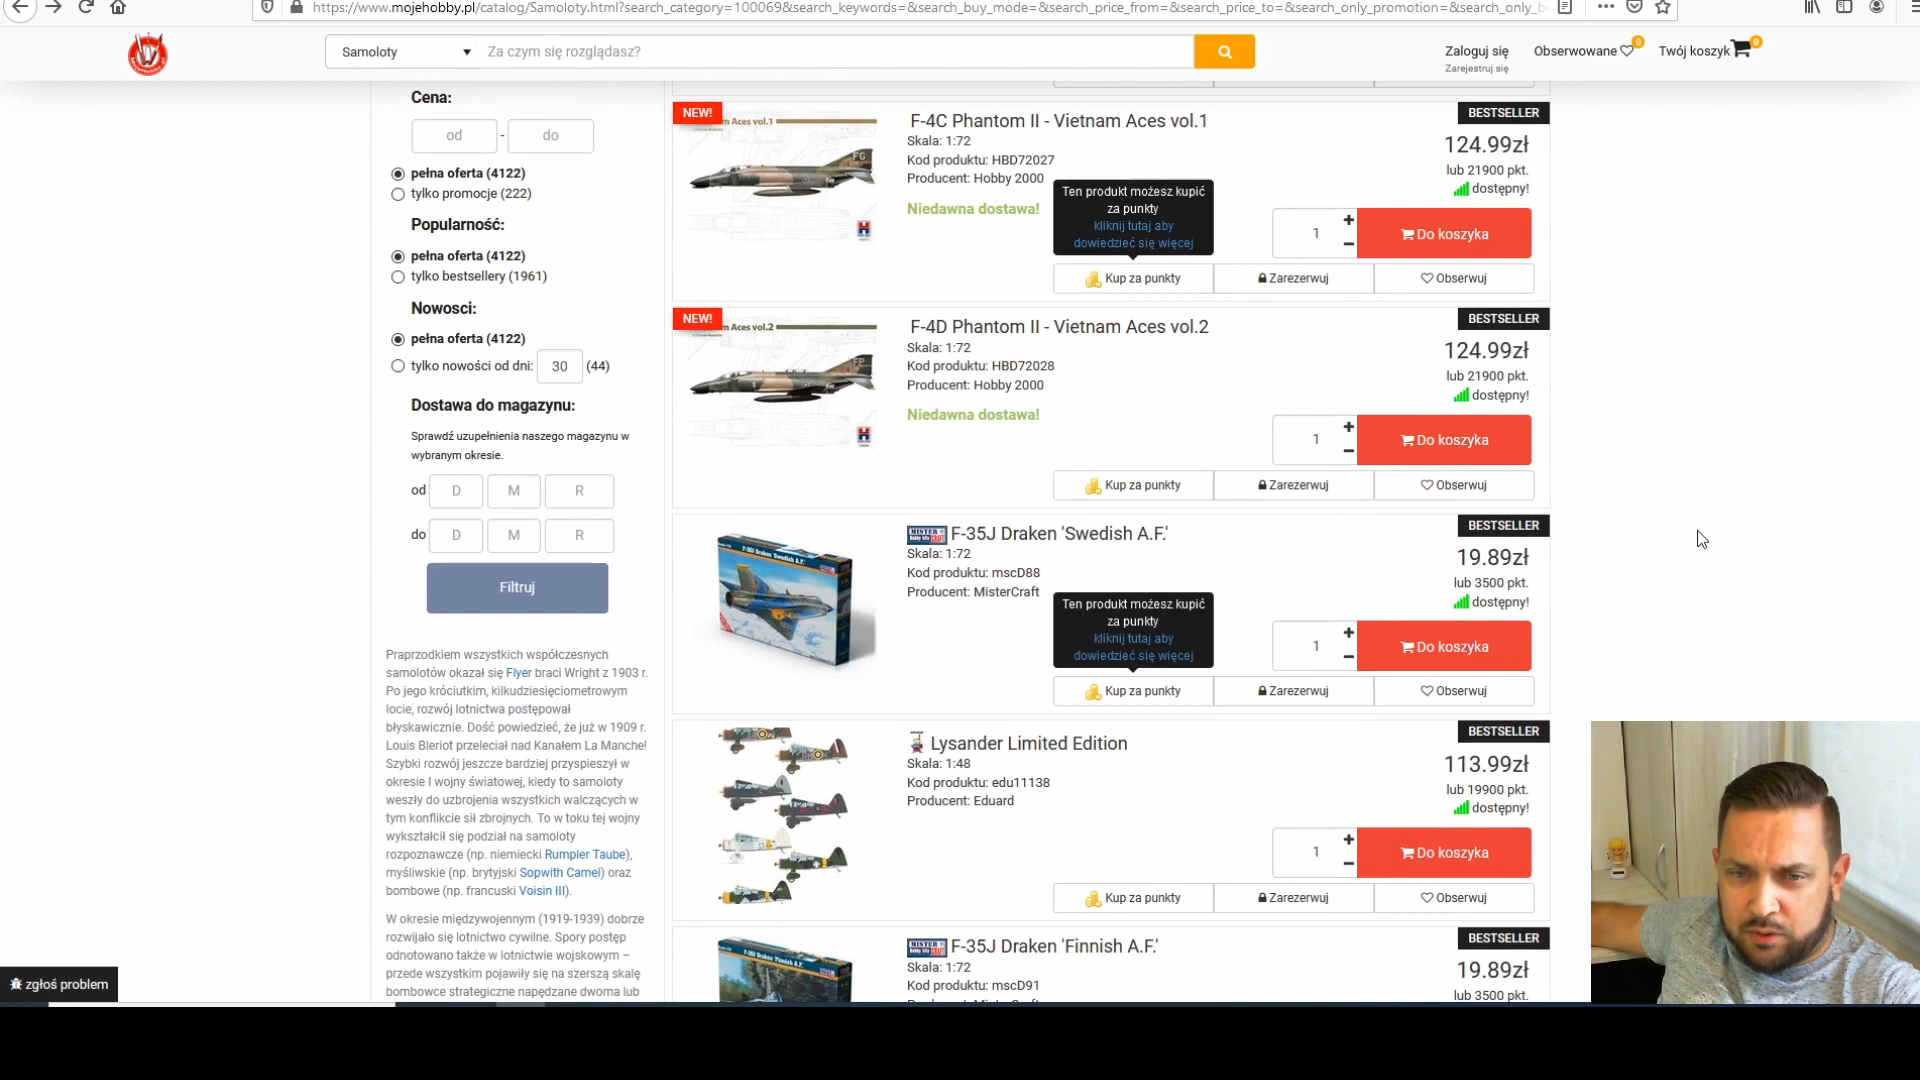 https://www.mojehobby.pl/catalog/Samoloty.html?search_category=100069&search_keywords=&search_buy_mode=&search_price_from=&search_price_to=&search_only_promotion=&search_only_b
Samoloty
Za czym się rozglądasz?
Zaloguj się
Zarejestruj się
Obserwowane 0
Twój koszyk 0
Cena:
od - do
pełna oferta (4122)
tylko promocje (222)
Popularność:
pełna oferta (4122)
tylko bestsellery (1961)
Nowosci:
pełna oferta (4122)
tylko nowości od dni: 30 (44)
Dostawa do magazynu:
Sprawdź uzupełnienia naszego magazynu w
wybranym okresie.
od D M R
do D M R
Filtruj
Praprzodkiem wszystkich współczesnych
samolotów okazał się Flyer braci Wright z 1903 r.
Po jego króciutkim, kilkudziesięciometrowym
locie, rozwój lotnictwa postępował
błyskawicznie. Dość powiedzieć, że już w 1909 r.
Louis Bleriot przeleciał nad Kanałem La Manche!
Szybki rozwój jeszcze bardziej przyspieszył w
okresie I wojny światowej, kiedy to samoloty
weszły do uzbrojenia wszystkich walczących w
tym konflikcie sił zbrojnych. To w toku tej wojny
wykształcił się podział na samoloty
rozpoznawcze (np. niemiecki Rumpler Taube),
myśliwskie (np. brytyjski Sopwith Camel) oraz
bombowe (np. francuski Voisin III).
W okresie międzywojennym (1919-1939) dobrze
rozwijało się lotnictwo cywilne. Spory postęp
odnotowano także w lotnictwie wojskowym –
przede wszystkim pojawiły się na szerszą skalę
bombowce strategiczne napędzane dwoma lub
zgłoś problem
NEW!
Aces vol.1
FG
F-4C Phantom II - Vietnam Aces vol.1
Skala: 1:72
Kod produktu: HBD72027
Producent: Hobby 2000
Niedawna dostawa!
Ten produkt możesz kupić
za punkty
kliknij tutaj aby
dowiedzieć się więcej
BESTSELLER
124.99zł
lub 21900 pkt.
dostępny!
1 + −
Do koszyka
Kup za punkty
Zarezerwuj
Obserwuj
NEW!
Aces vol.2
FP
F-4D Phantom II - Vietnam Aces vol.2
Skala: 1:72
Kod produktu: HBD72028
Producent: Hobby 2000
Niedawna dostawa!
BESTSELLER
124.99zł
lub 21900 pkt.
dostępny!
1 + −
Do koszyka
Kup za punkty
Zarezerwuj
Obserwuj
MISTER
F-35J Draken 'Swedish A.F.'
Skala: 1:72
Kod produktu: mscD88
Producent: MisterCraft
Ten produkt możesz kupić
za punkty
kliknij tutaj aby
dowiedzieć się więcej
BESTSELLER
19.89zł
lub 3500 pkt.
dostępny!
1 + −
Do koszyka
Kup za punkty
Zarezerwuj
Obserwuj
Lysander Limited Edition
Skala: 1:48
Kod produktu: edu11138
Producent: Eduard
BESTSELLER
113.99zł
lub 19900 pkt.
dostępny!
1 + −
Do koszyka
Kup za punkty
Zarezerwuj
Obserwuj
MISTER
F-35J Draken 'Finnish A.F.'
Skala: 1:72
Kod produktu: mscD91
BESTSELLER
19.89zł
lub 3500 pkt.